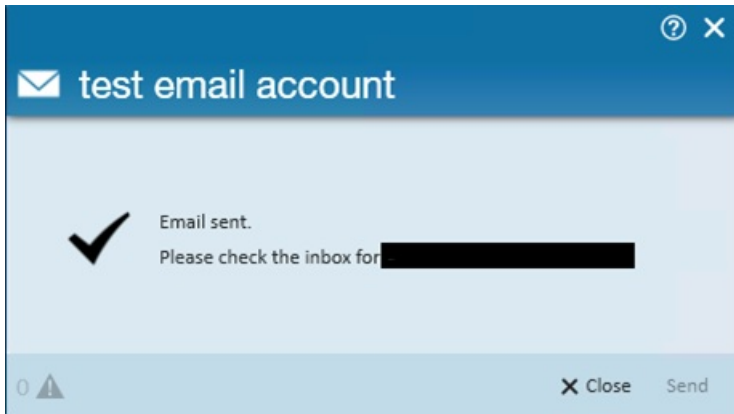 ?
test email account
Email sent.
Please check the inbox for
0
Close Send